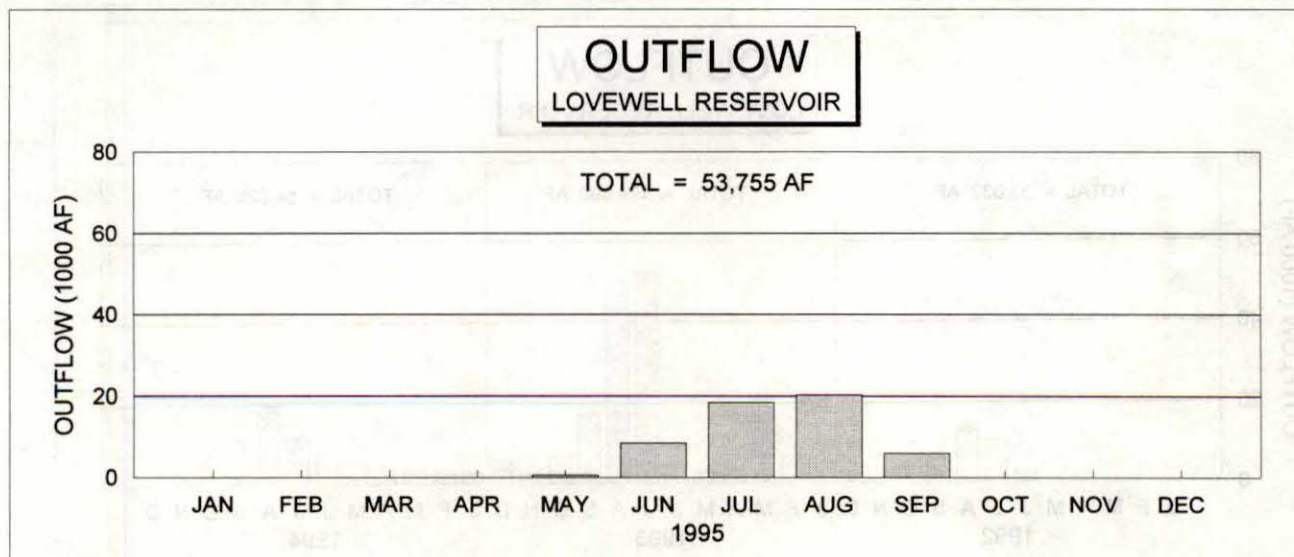 OUTFLOW
LOVEWELL RESERVOIR
TOTAL = 53,755 AF
OUTFLOW (1000 AF)
80
60
40
20
0
JAN FEB MAR APR MAY JUN JUL AUG SEP OCT NOV DEC
1995